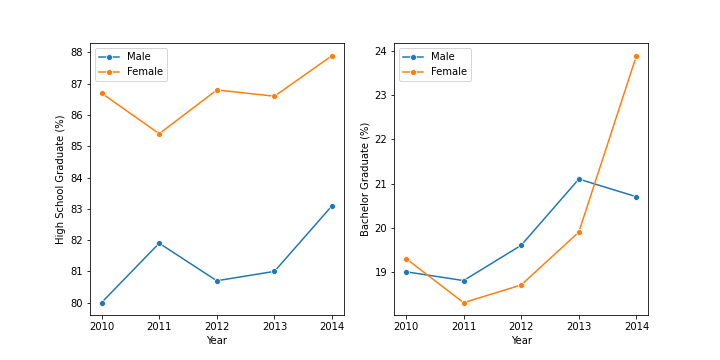 Male
Female
88
87
86
85
84
83
82
81
80
High School Graduate (%)
2010 2011 2012 2013 2014
Year
Male
Female
24
23
22
21
20
19
Bachelor Graduate (%)
2010 2011 2012 2013 2014
Year